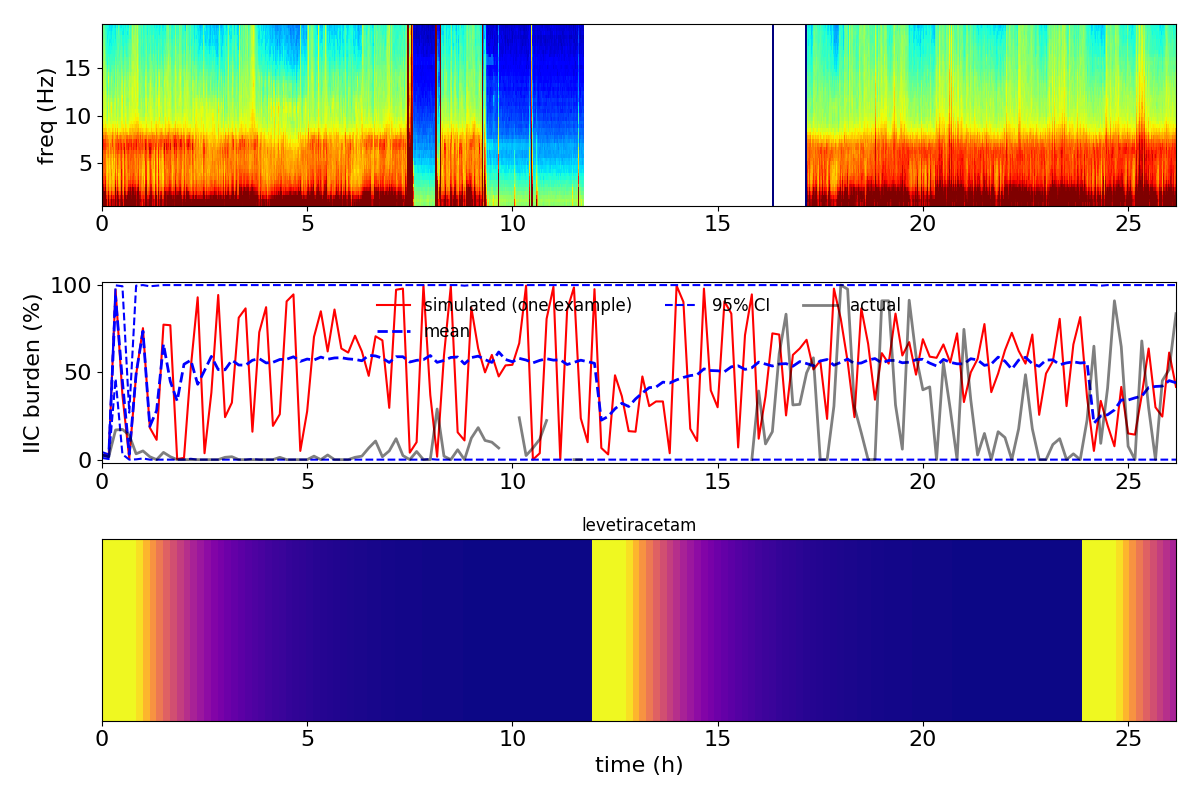 freq (Hz)
15
10
5
0 5 10 15 20 25
IIC burden (%)
100
50
0
simulated (one example) 95% CI actual
mean
0 5 10 15 20 25
levetiracetam
0 5 10 15 20 25
time (h)